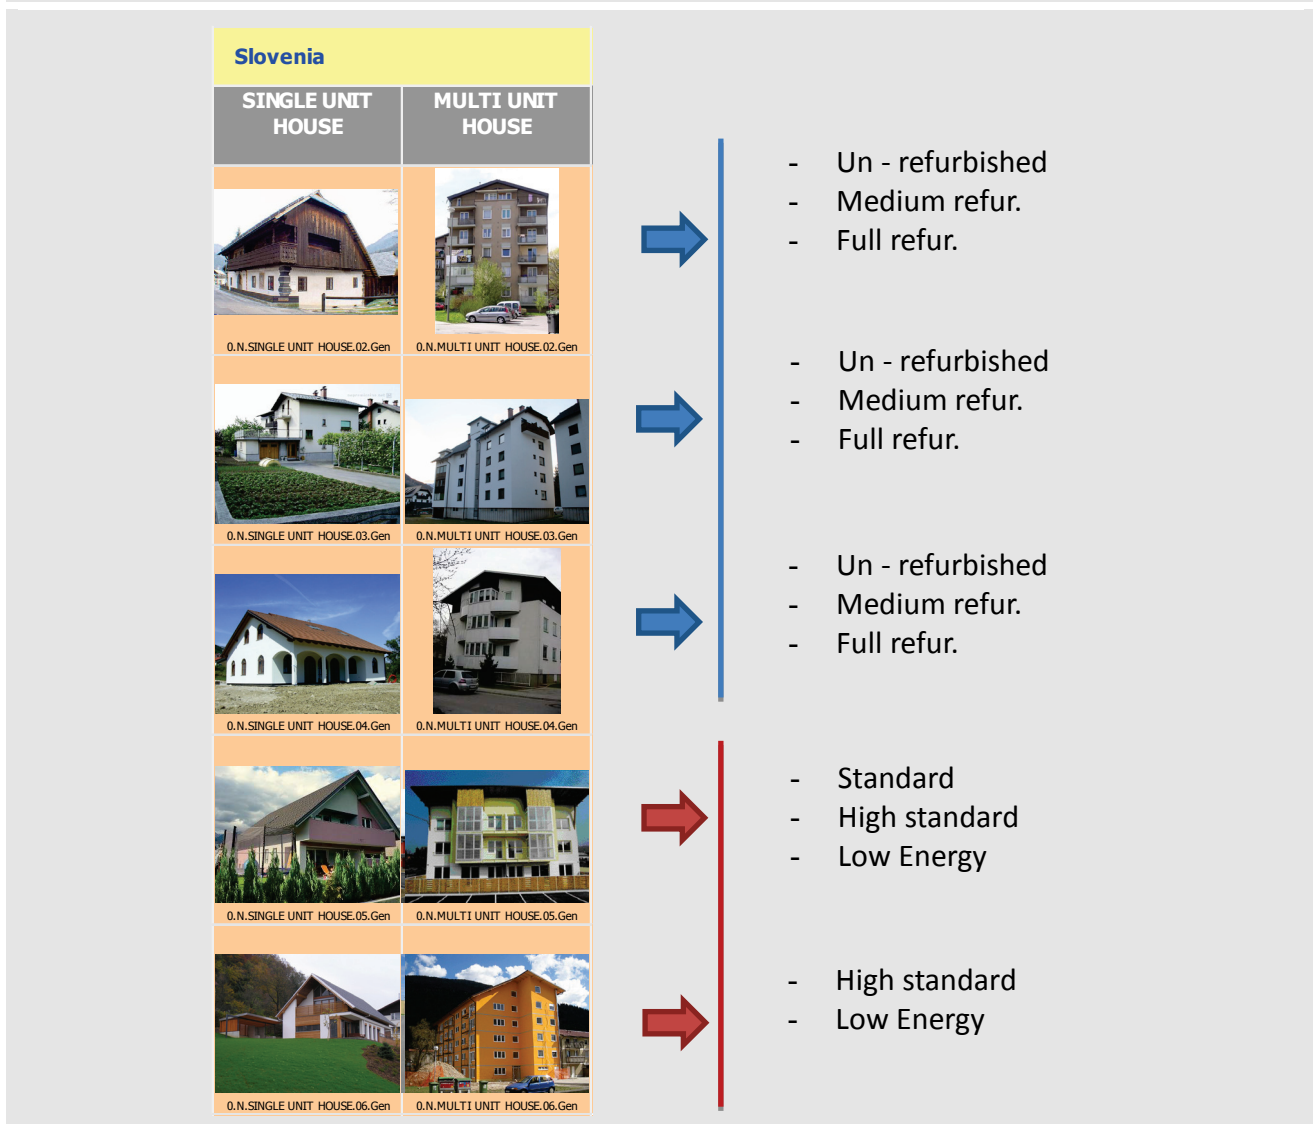 Slovenia
SINGLE UNIT
HOUSE
MULTI UNIT
HOUSE
0.N.SINGLE UNIT HOUSE.02.Gen
0.N.MULTI UNIT HOUSE.02.Gen
- Un - refurbished
- Medium refur.
- Full refur.
0.N.SINGLE UNIT HOUSE.03.Gen
0.N.MULTI UNIT HOUSE.03.Gen
- Un - refurbished
- Medium refur.
- Full refur.
0.N.SINGLE UNIT HOUSE.04.Gen
0.N.MULTI UNIT HOUSE.04.Gen
- Un - refurbished
- Medium refur.
- Full refur.
0.N.SINGLE UNIT HOUSE.05.Gen
0.N.MULTI UNIT HOUSE.05.Gen
- Standard
- High standard
- Low Energy
0.N.SINGLE UNIT HOUSE.06.Gen
0.N.MULTI UNIT HOUSE.06.Gen
- High standard
- Low Energy